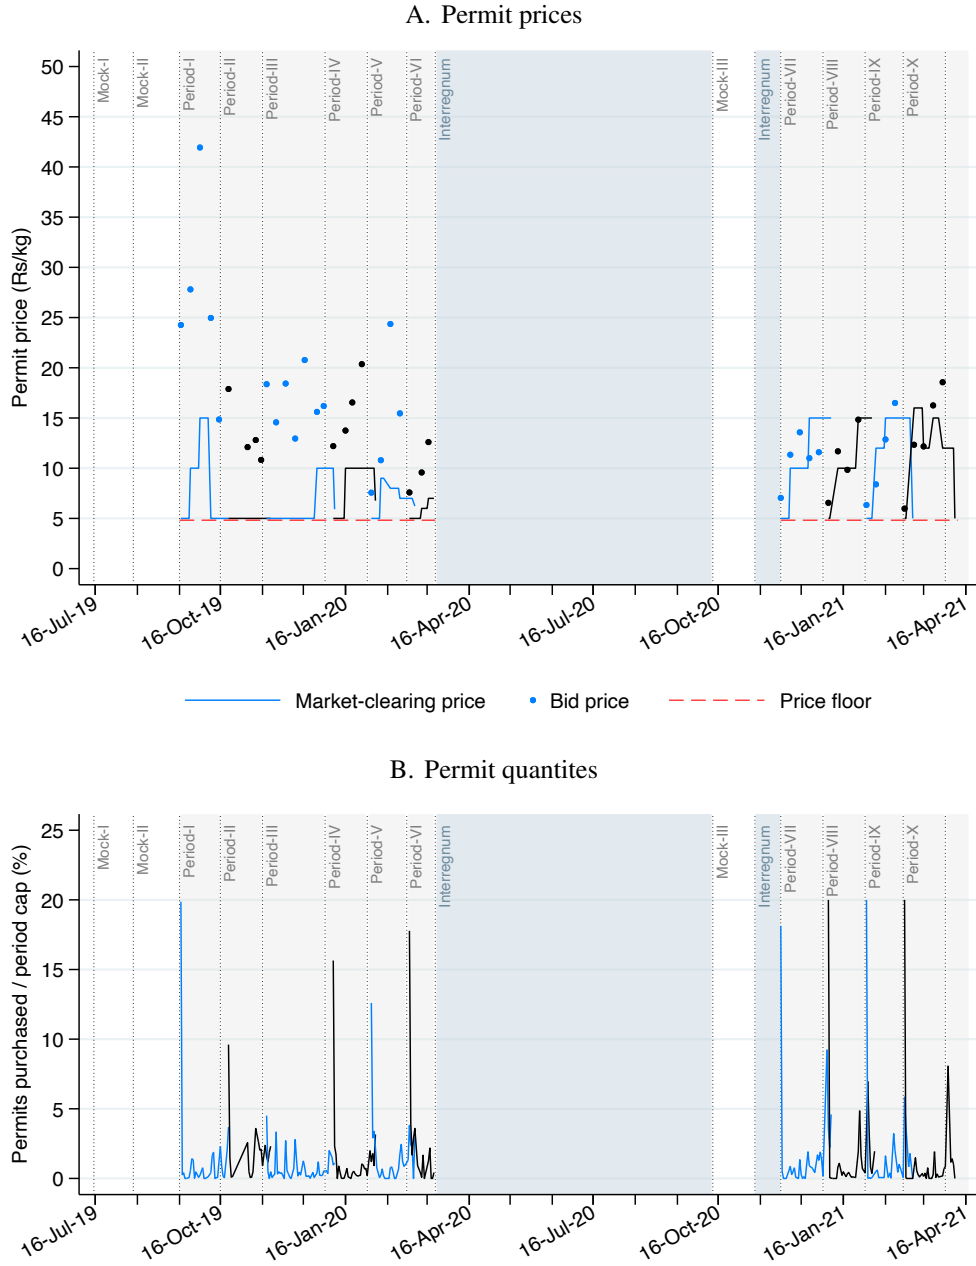 A. Permit prices
Permit price (Rs/kg)
50
45
40
35
30
25
20
15
10
5
0
Mock-I
Mock-II
Period-I
Period-II
Period-III
Period-IV
Period-V
Period-VI
Interregnum
Mock-III
Interregnum
Period-VII
Period-VIII
Period-IX
Period-X
16-Jul-19
16-Oct-19
16-Jan-20
16-Apr-20
16-Jul-20
16-Oct-20
16-Jan-21
16-Apr-21
Market-clearing price
Bid price
Price floor
B. Permit quantites
Permits purchased / period cap (%)
25
20
15
10
5
0
Mock-I
Mock-II
Period-I
Period-II
Period-III
Period-IV
Period-V
Period-VI
Interregnum
Mock-III
Interregnum
Period-VII
Period-VIII
Period-IX
Period-X
16-Jul-19
16-Oct-19
16-Jan-20
16-Apr-20
16-Jul-20
16-Oct-20
16-Jan-21
16-Apr-21